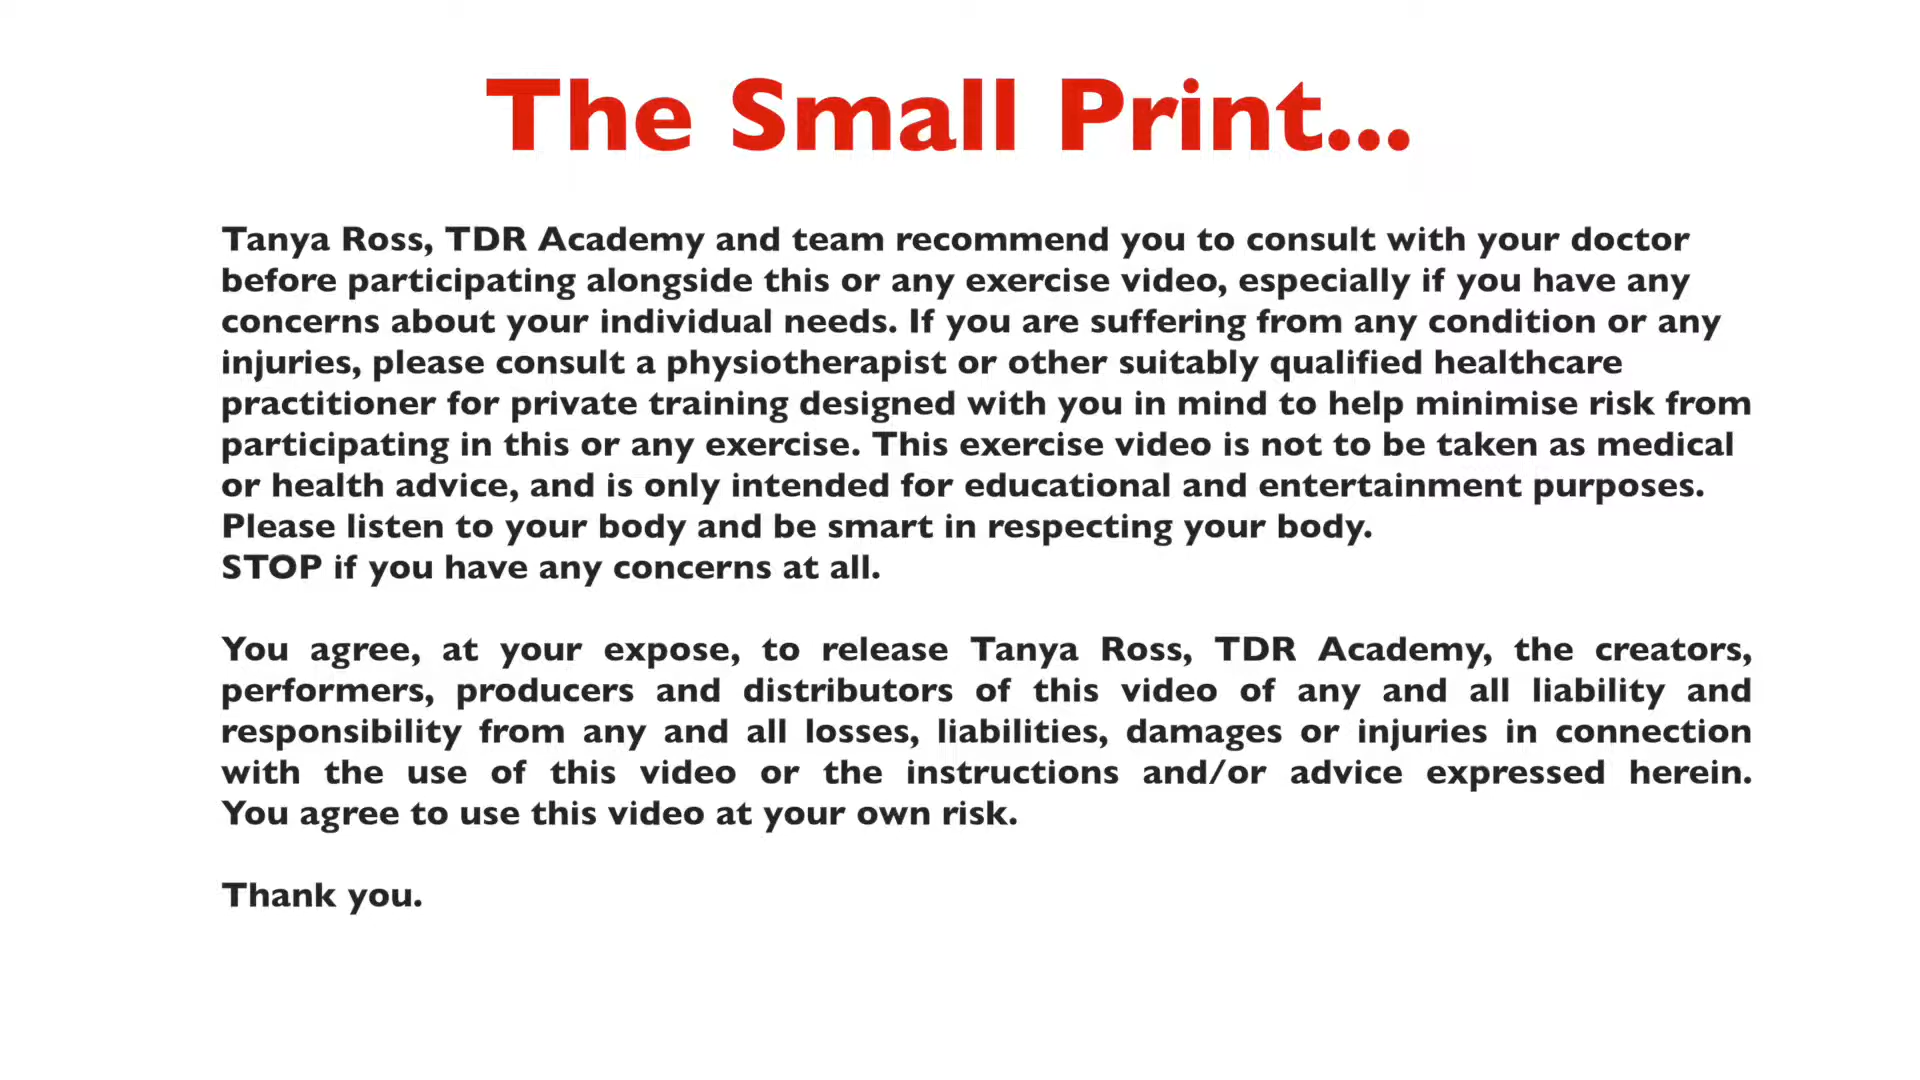 The Small Print...
Tanya Ross, TDR Academy and team recommend you to consult with your doctor
before participating alongside this or any exercise video, especially if you have any
concerns about your individual needs. If you are suffering from any condition or any
injuries, please consult a physiotherapist or other suitably qualified healthcare
practitioner for private training designed with you in mind to help minimise risk from
participating in this or any exercise. This exercise video is not to be taken as medical
or health advice, and is only intended for educational and entertainment purposes.
Please listen to your body and be smart in respecting your body.
STOP if you have any concerns at all.
You agree, at your expose, to release Tanya Ross, TDR Academy, the creators,
performers, producers and distributors of this video of any and all liability and
responsibility from any and all losses, liabilities, damages or injuries in connection
with the use of this video or the instructions and/or advice expressed herein.
You agree to use this video at your own risk.
Thank you.